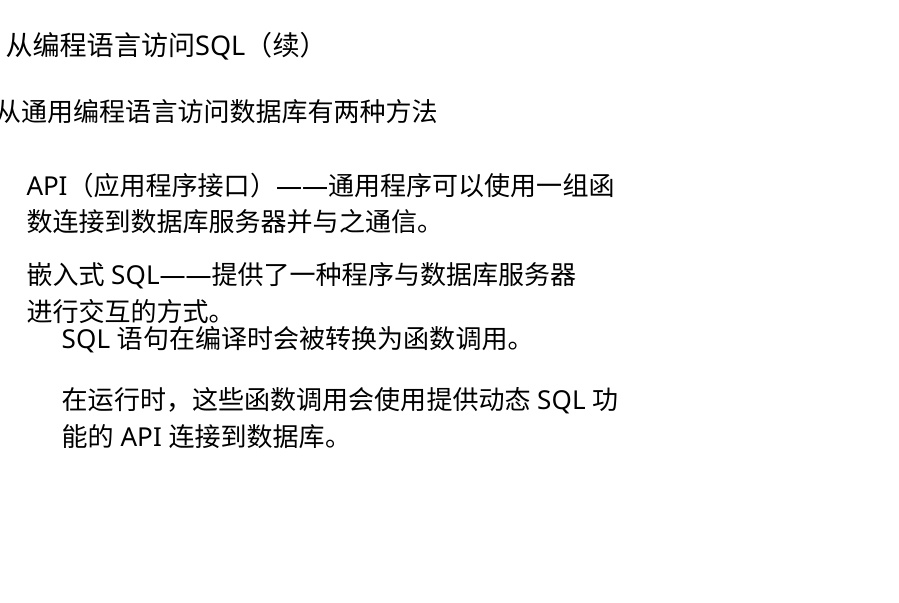 从编程语言访问SQL（续）
从通用编程语言访问数据库有两种方法
API（应用程序接口）——通用程序可以使用一组函
数连接到数据库服务器并与之通信。
嵌入式 SQL——提供了一种程序与数据库服务器
进行交互的方式。
SQL 语句在编译时会被转换为函数调用。
在运行时，这些函数调用会使用提供动态 SQL 功
能的 API 连接到数据库。